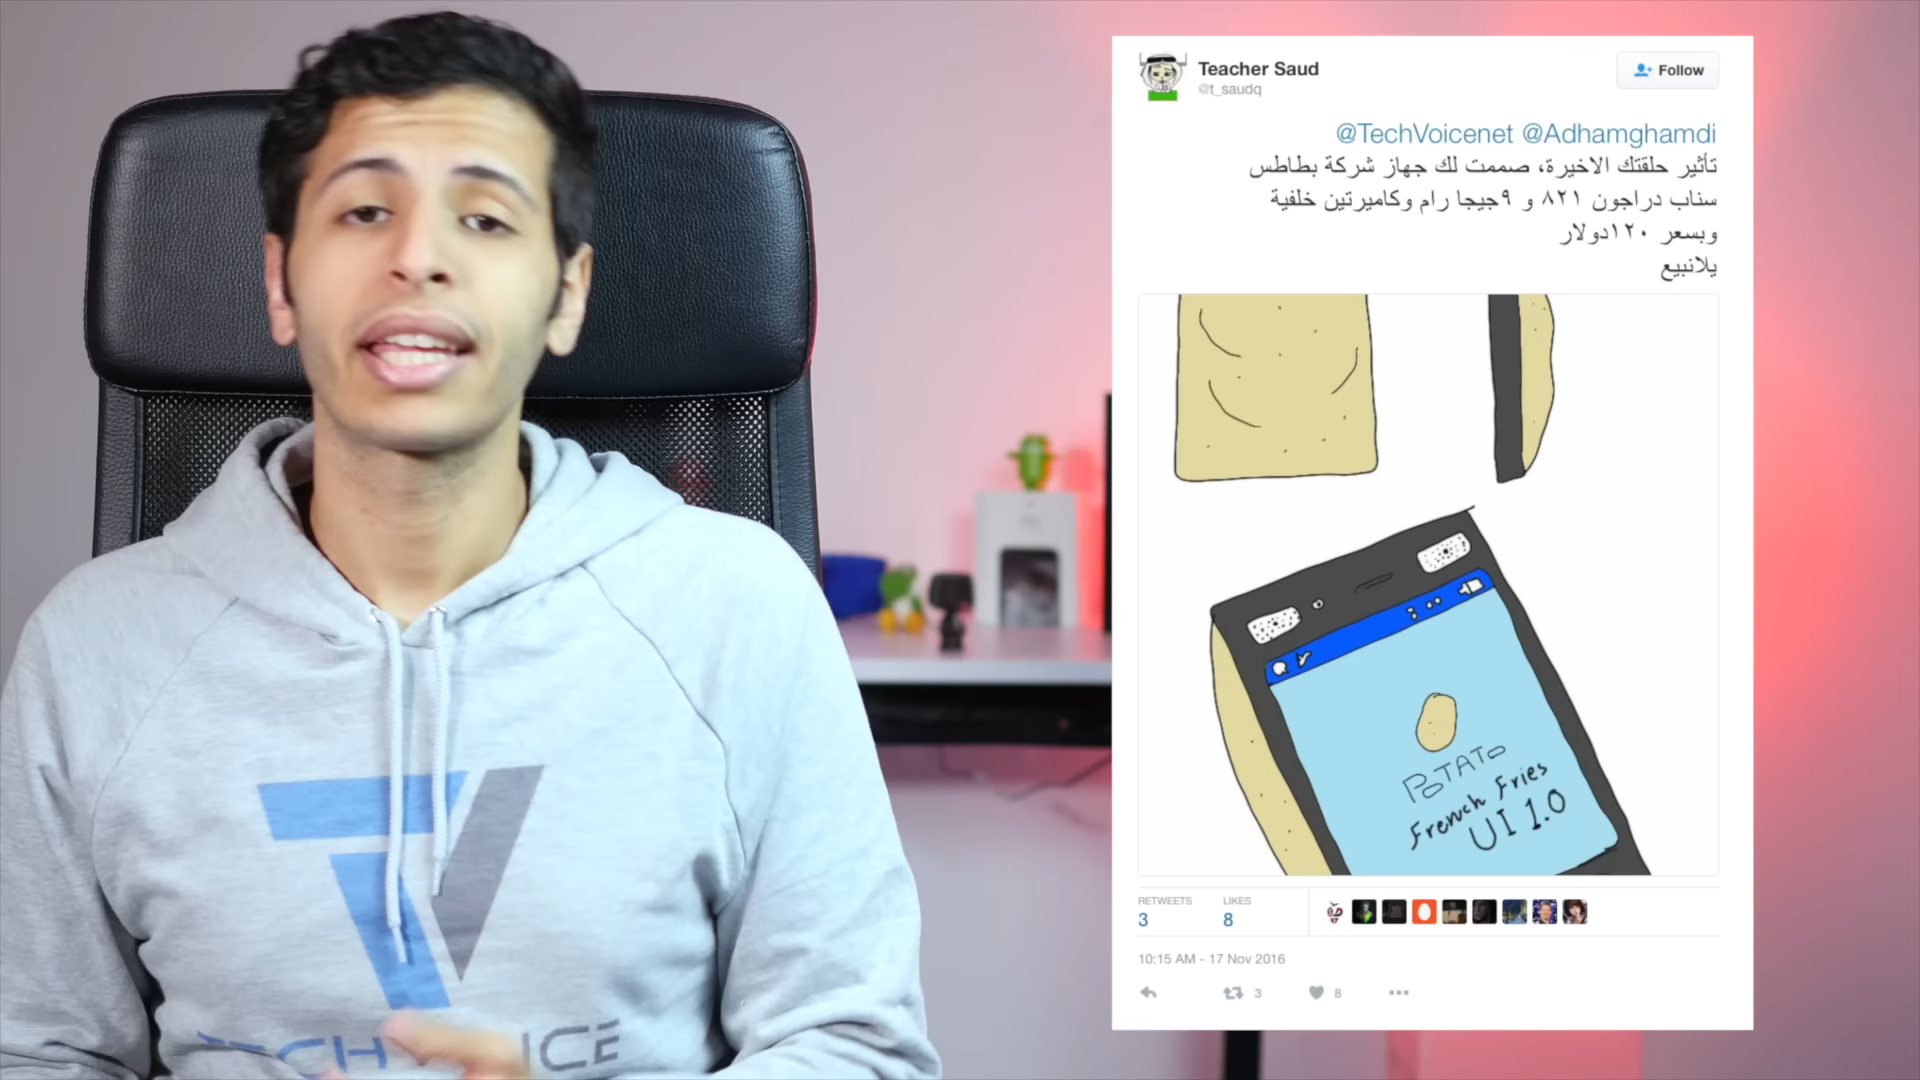 Teacher Saud
@t_saudq
Follow
@TechVoicenet @Adhamghamdi
تأثير حلقتك الاخيرة، صممت لك جهاز شركة بطاطس
سناب دراجون ٨٢١ و ٩جيجا رام وكاميرتين خلفية
وبسعر ١٢٠دولار
يلانبيع
POTATO
French Fries
UI 1.0
RETWEETS
LIKES
3
8
10:15 AM - 17 Nov 2016
3
8
TV